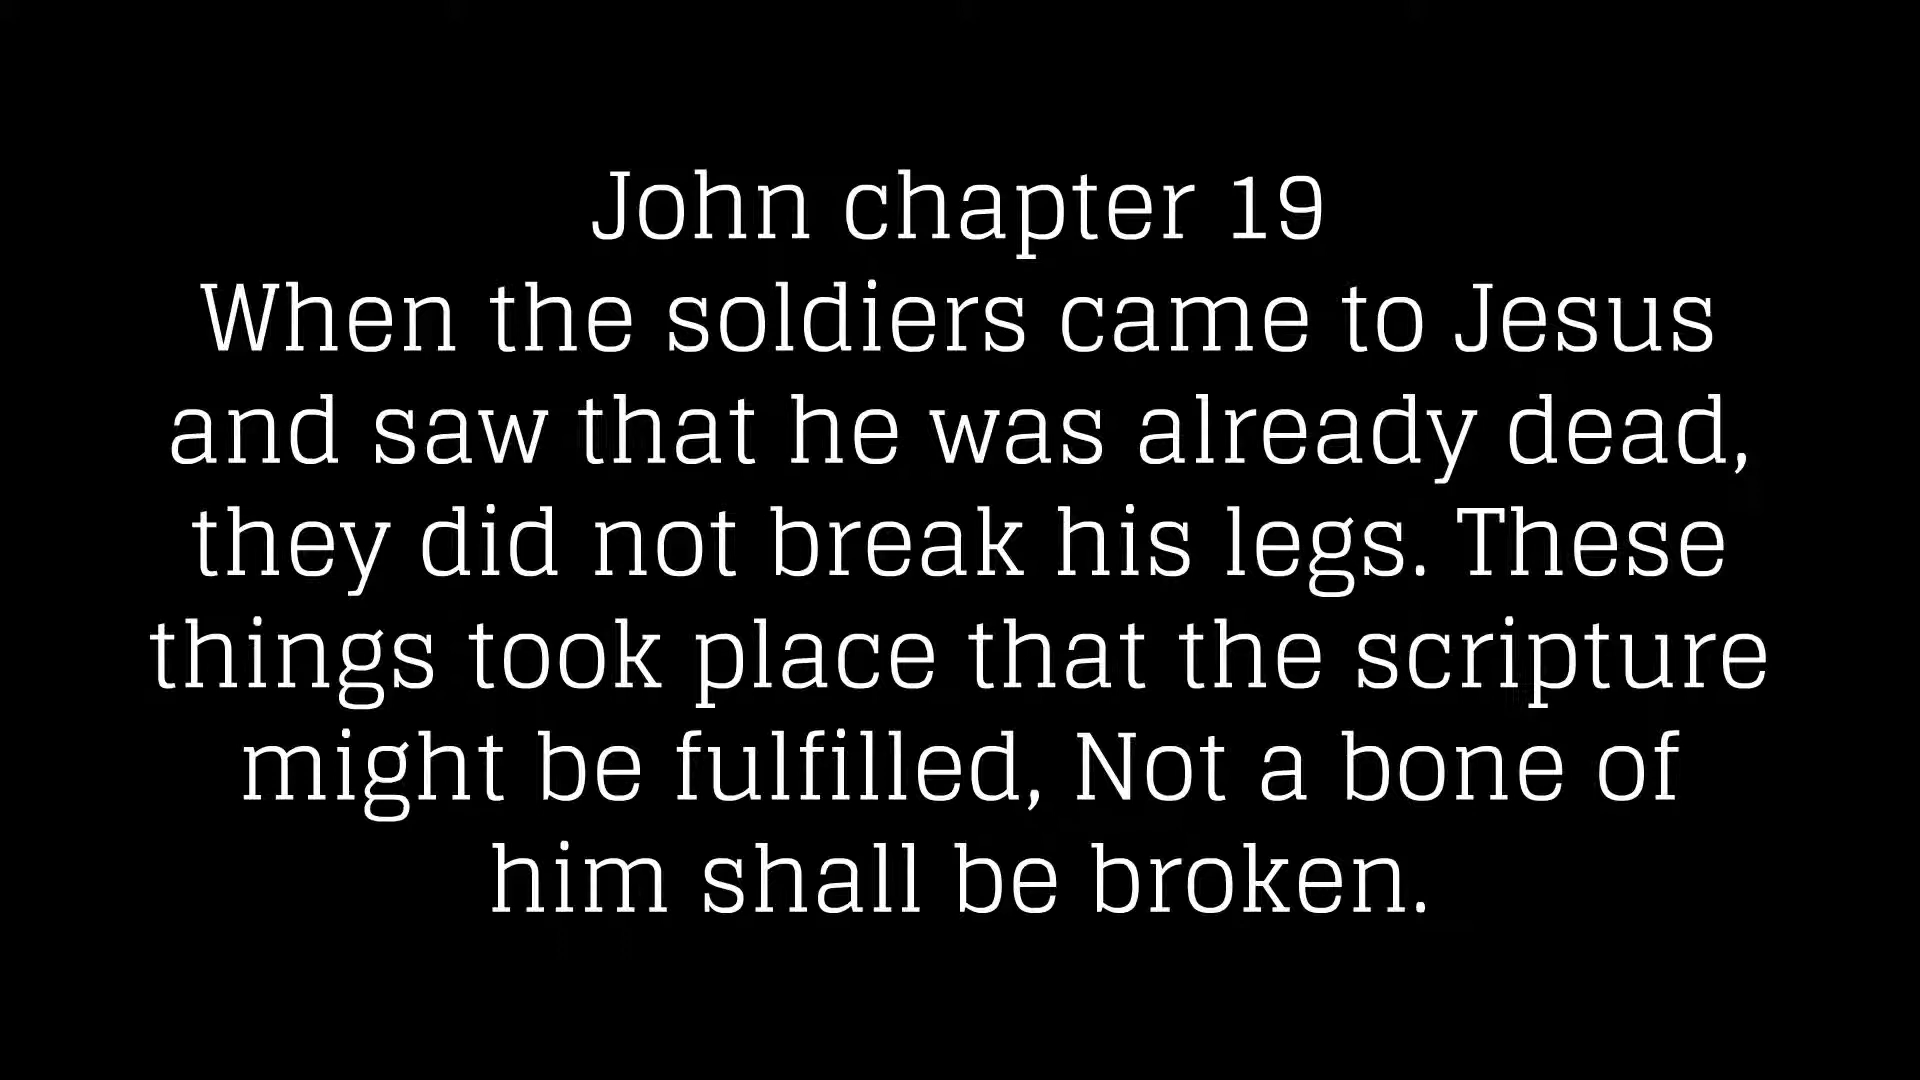 John chapter 19
When the soldiers came to Jesus
and saw that he was already dead,
they did not break his legs. These
things took place that the scripture
might be fulfilled, Not a bone of
him shall be broken.